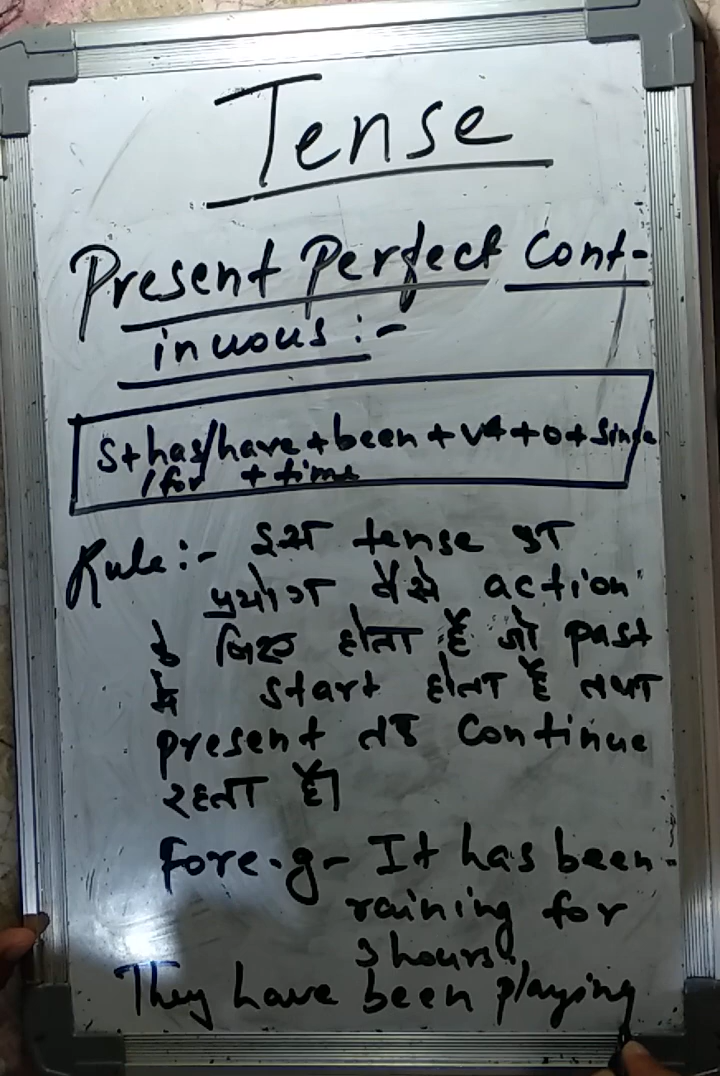 Tense
Present Perfect Cont-
inuous :-
S+has/have+been+v4+o+Since
/for + time
Rule:- इस tense का
प्रयोग वैसे action
के लिए होता है जो past
में start होता है तथा
present तक continue
रहता है।
For e.g- It has been
raining for
3 hours.
They have been playing